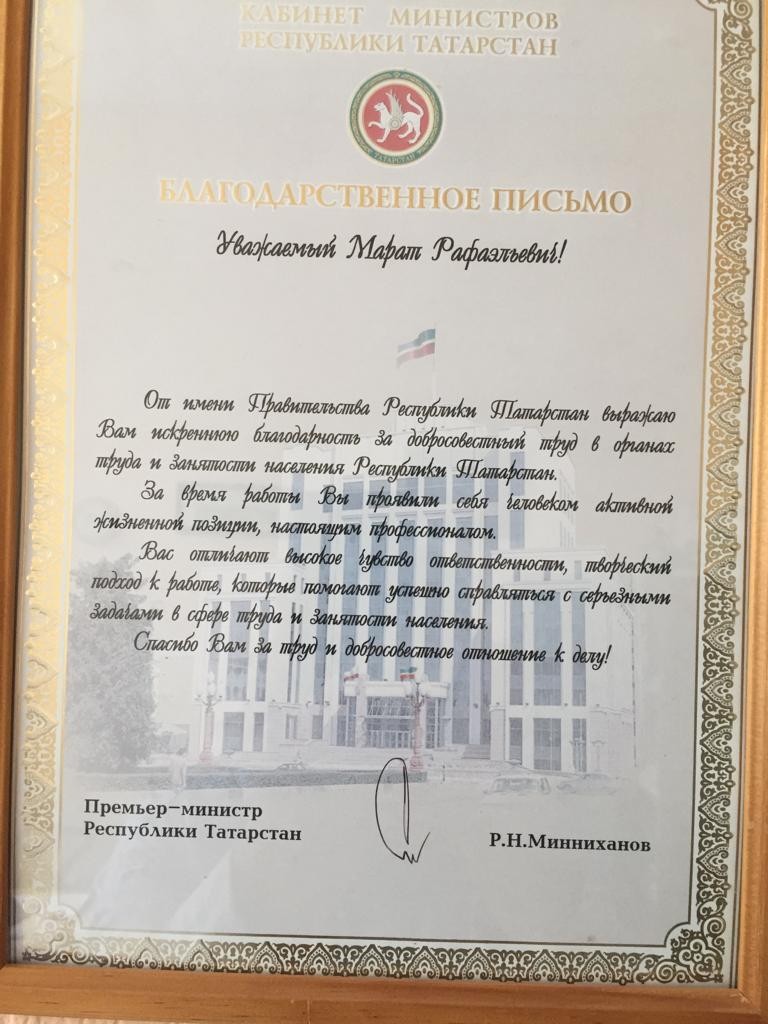 КАБИНЕТ МИНИСТРОВ
РЕСПУБЛИКИ ТАТАРСТАН
ТАТАРСТАН
БЛАГОДАРСТВЕННОЕ ПИСЬМО
Уважаемый Марат Рафаэльевич!
От имени Правительства Республики Татарстан выражаю
Вам искреннюю благодарность за добросовестный труд в органах
труда и занятости населения Республики Татарстан.
За время работы Вы проявили себя человеком активной
жизненной позиции, настоящим профессионалом.
Вас отличают высокое чувство ответственности, творческий
подход к работе, которые помогают успешно справляться с серьезными
задачами в сфере труда и занятости населения.
Спасибо Вам за труд и добросовестное отношение к делу!
Премьер-министр
Республики Татарстан
Р.Н.Минниханов